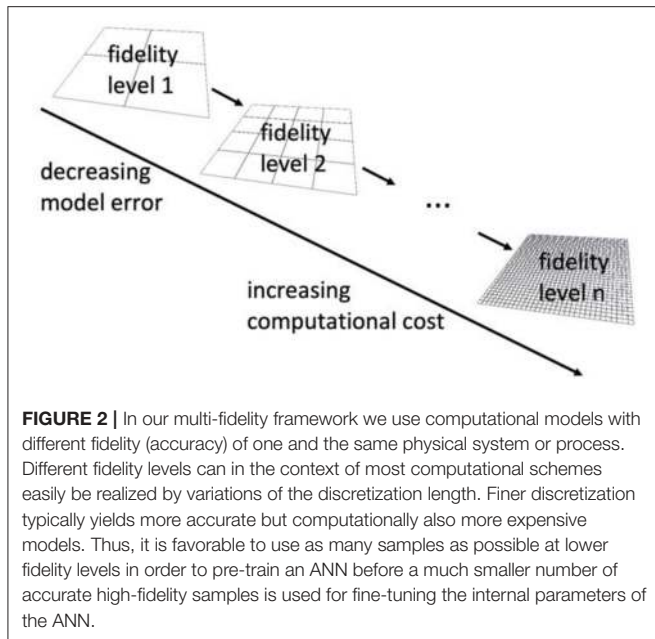 fidelity
level 1
fidelity
level 2
decreasing
model error
...
fidelity
level n
increasing
computational cost
FIGURE 2 | In our multi-fidelity framework we use computational models with
different fidelity (accuracy) of one and the same physical system or process.
Different fidelity levels can in the context of most computational schemes
easily be realized by variations of the discretization length. Finer discretization
typically yields more accurate but computationally also more expensive
models. Thus, it is favorable to use as many samples as possible at lower
fidelity levels in order to pre-train an ANN before a much smaller number of
accurate high-fidelity samples is used for fine-tuning the internal parameters of
the ANN.